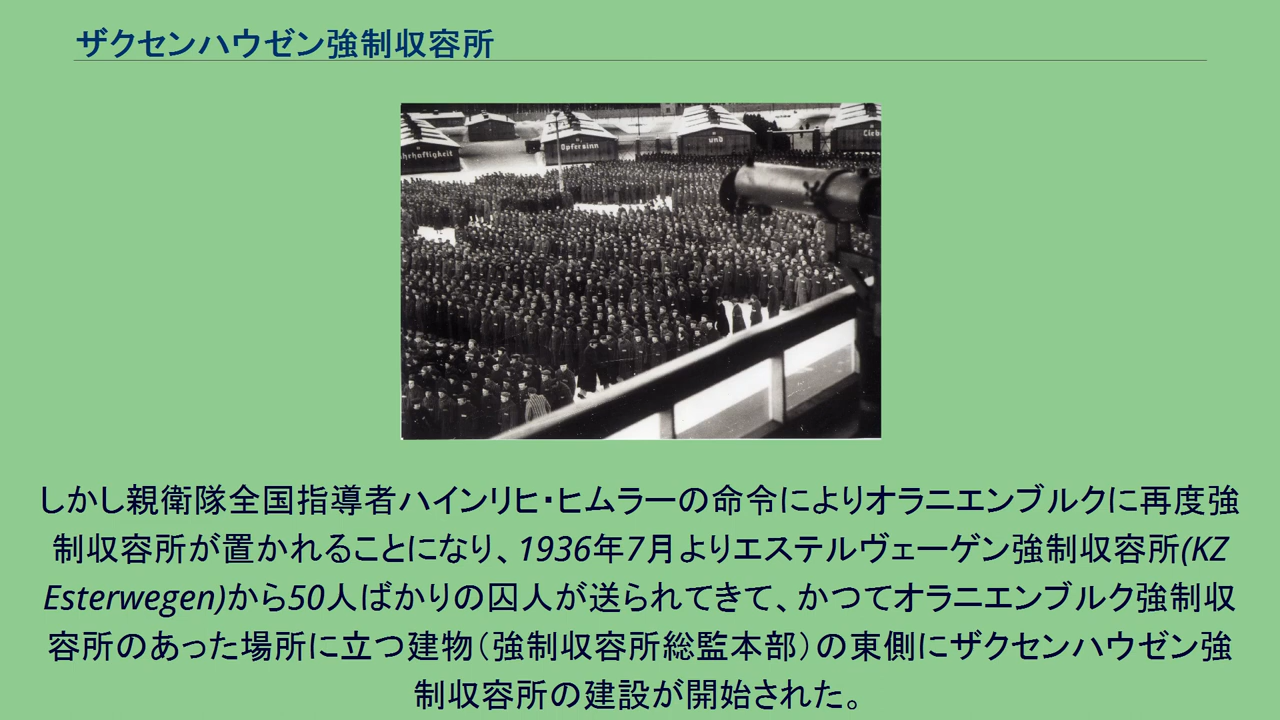 ザクセンハウゼン強制収容所
hrhaftigkeit
Opfersinn
und
Liebe
しかし親衛隊全国指導者ハインリヒ・ヒムラーの命令によりオラニエンブルクに再度強
制収容所が置かれることになり、1936年7月よりエステルヴェーゲン強制収容所(KZ
Esterwegen)から50人ばかりの囚人が送られてきて、かつてオラニエンブルク強制収
容所のあった場所に立つ建物（強制収容所総監本部）の東側にザクセンハウゼン強
制収容所の建設が開始された。